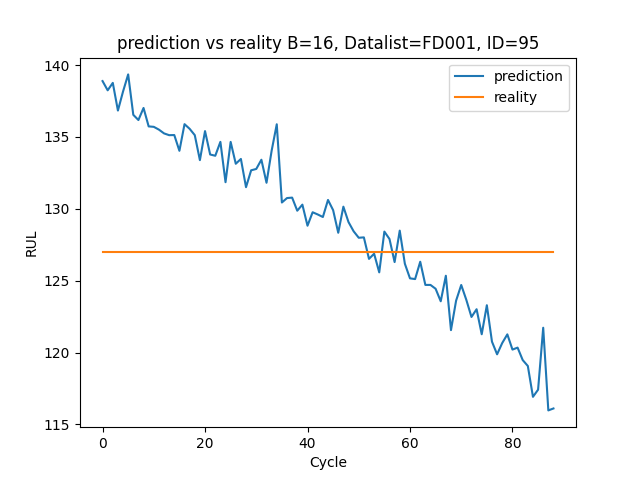 prediction vs reality B=16, Datalist=FD001, ID=95
prediction
reality
140
135
130
125
120
115
RUL
0
20
40
60
80
Cycle